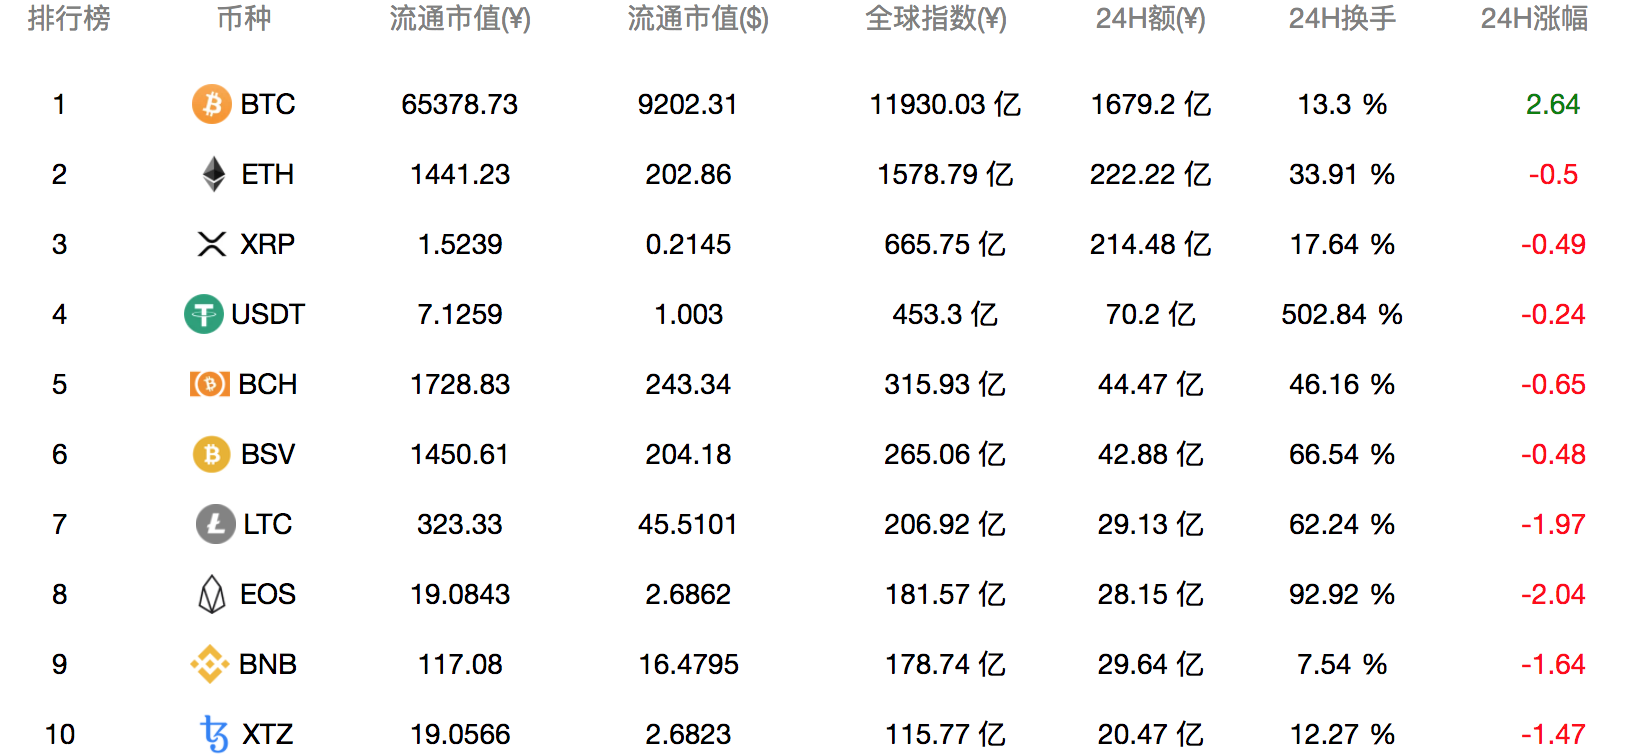 排行榜 币种 流通市值(¥) 流通市值($) 全球指数(¥) 24H额(¥) 24H换手 24H涨幅
1 BTC 65378.73 9202.31 11930.03 亿 1679.2 亿 13.3 % 2.64
2 ETH 1441.23 202.86 1578.79 亿 222.22 亿 33.91 % -0.5
3 XRP 1.5239 0.2145 665.75 亿 214.48 亿 17.64 % -0.49
4 USDT 7.1259 1.003 453.3 亿 70.2 亿 502.84 % -0.24
5 BCH 1728.83 243.34 315.93 亿 44.47 亿 46.16 % -0.65
6 BSV 1450.61 204.18 265.06 亿 42.88 亿 66.54 % -0.48
7 LTC 323.33 45.5101 206.92 亿 29.13 亿 62.24 % -1.97
8 EOS 19.0843 2.6862 181.57 亿 28.15 亿 92.92 % -2.04
9 BNB 117.08 16.4795 178.74 亿 29.64 亿 7.54 % -1.64
10 XTZ 19.0566 2.6823 115.77 亿 20.47 亿 12.27 % -1.47